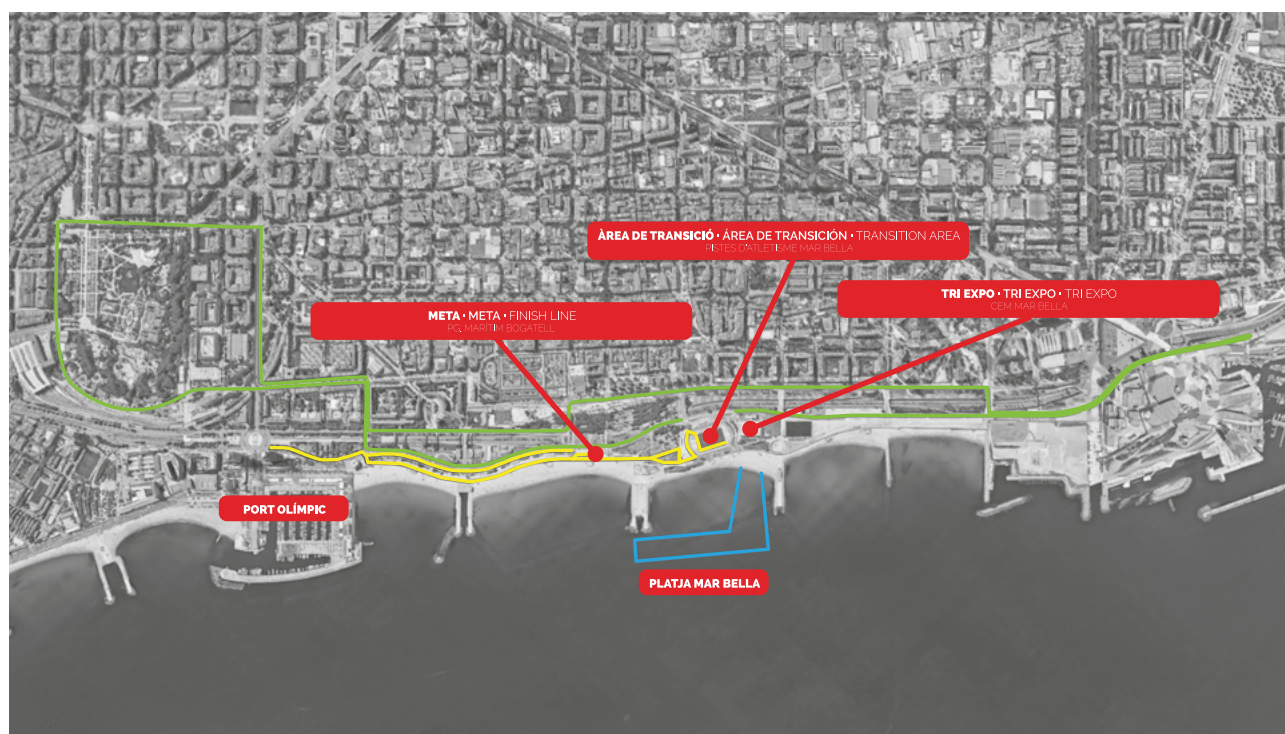 ÀREA DE TRANSICIÓ • ÁREA DE TRANSICIÓN • TRANSITION AREA
PISTES D'ATLETISME MAR BELLA
TRI EXPO • TRI EXPO • TRI EXPO
CEM MAR BELLA
META • META • FINISH LINE
PG. MARÍTIM BOGATELL
PORT OLÍMPIC
PLATJA MAR BELLA